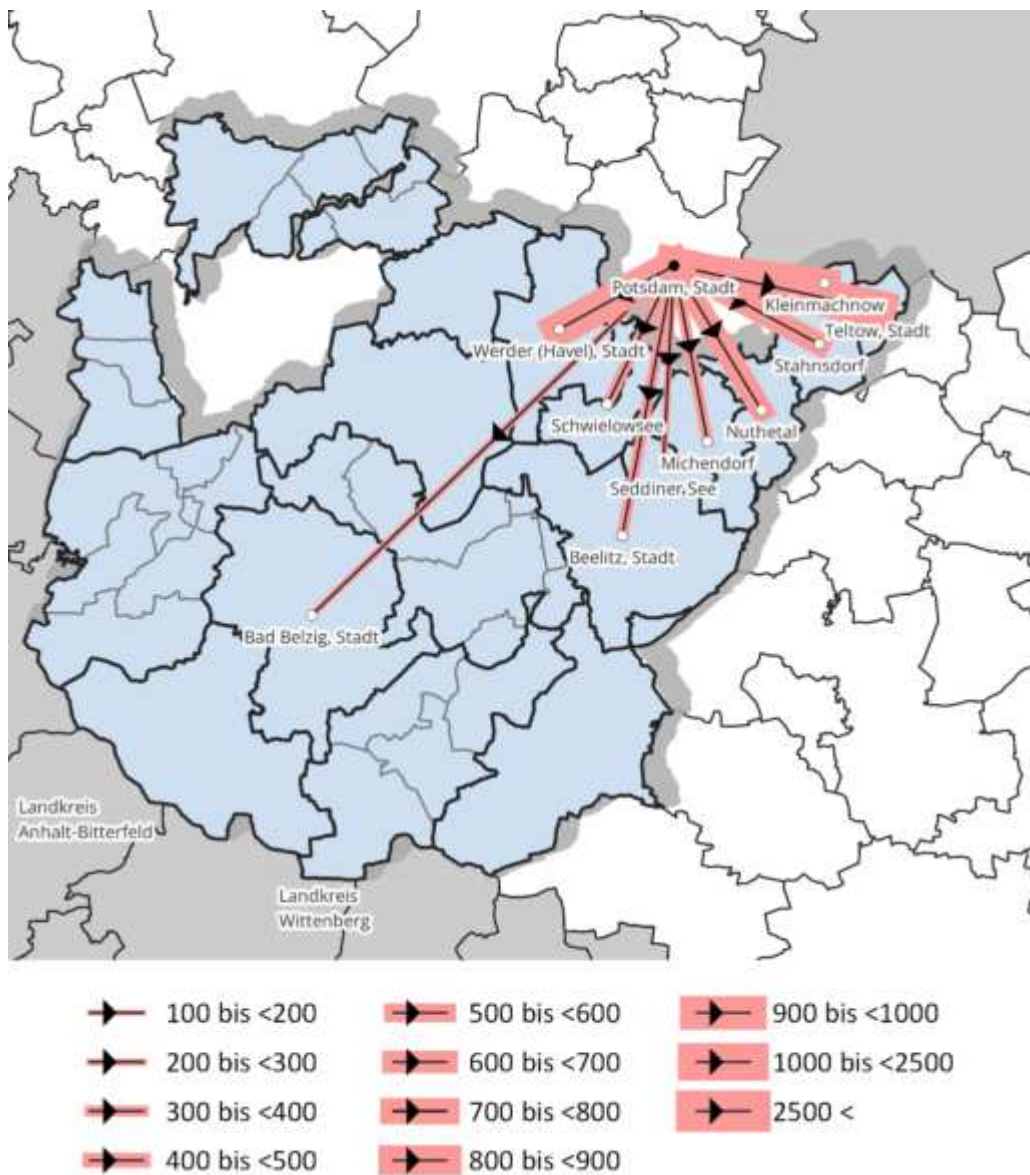 Potsdam, Stadt
Kleinmachnow
Teltow, Stadt
Werder (Havel), Stadt
Stahnsdorf
Schwielowsee
Nuthetal
Michendorf
Seddiner See
Beelitz, Stadt
Bad Belzig, Stadt
Landkreis
Anhalt-Bitterfeld
Landkreis
Wittenberg
100 bis <200
200 bis <300
300 bis <400
400 bis <500
500 bis <600
600 bis <700
700 bis <800
800 bis <900
900 bis <1000
1000 bis <2500
2500 <